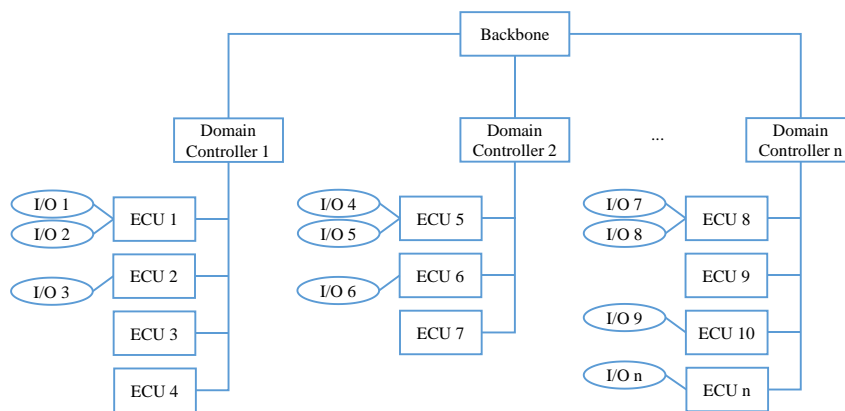 Backbone
Domain
Controller 1
Domain
Controller 2
...
Domain
Controller n
I/O 1
I/O 2
ECU 1
I/O 3
ECU 2
ECU 3
ECU 4
I/O 4
I/O 5
ECU 5
I/O 6
ECU 6
ECU 7
I/O 7
I/O 8
ECU 8
ECU 9
I/O 9
ECU 10
I/O n
ECU n